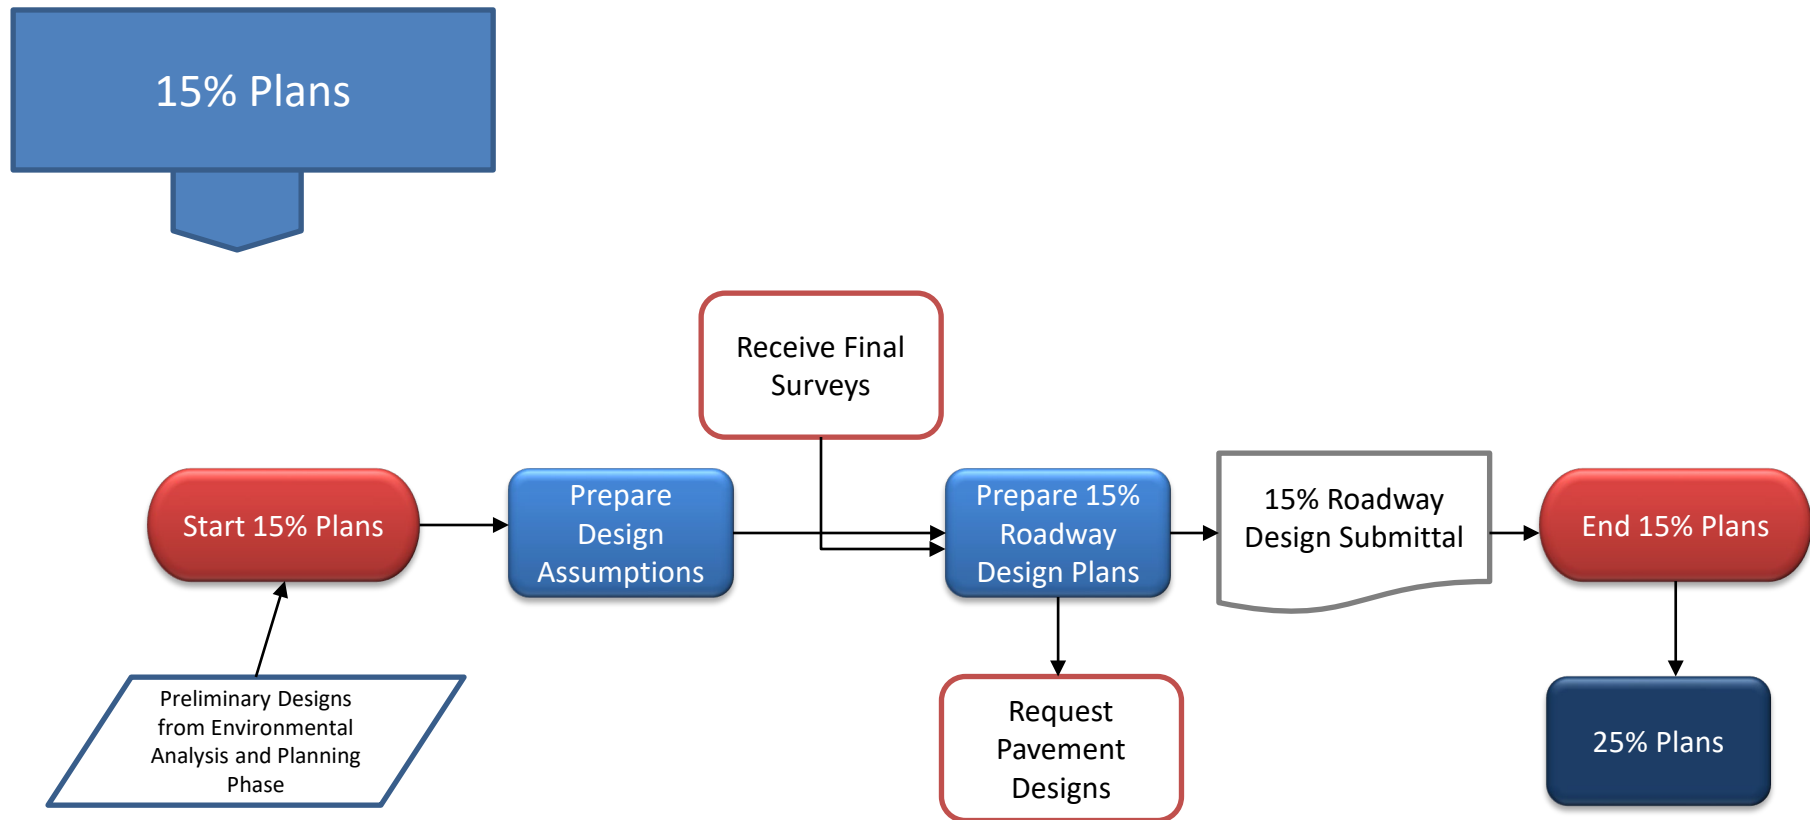 15% Plans
Receive Final
Surveys
Start 15% Plans
Prepare
Design
Assumptions
Prepare 15%
Roadway
Design Plans
15% Roadway
Design Submittal
End 15% Plans
Preliminary Designs
from Environmental
Analysis and Planning
Phase
Request
Pavement
Designs
25% Plans